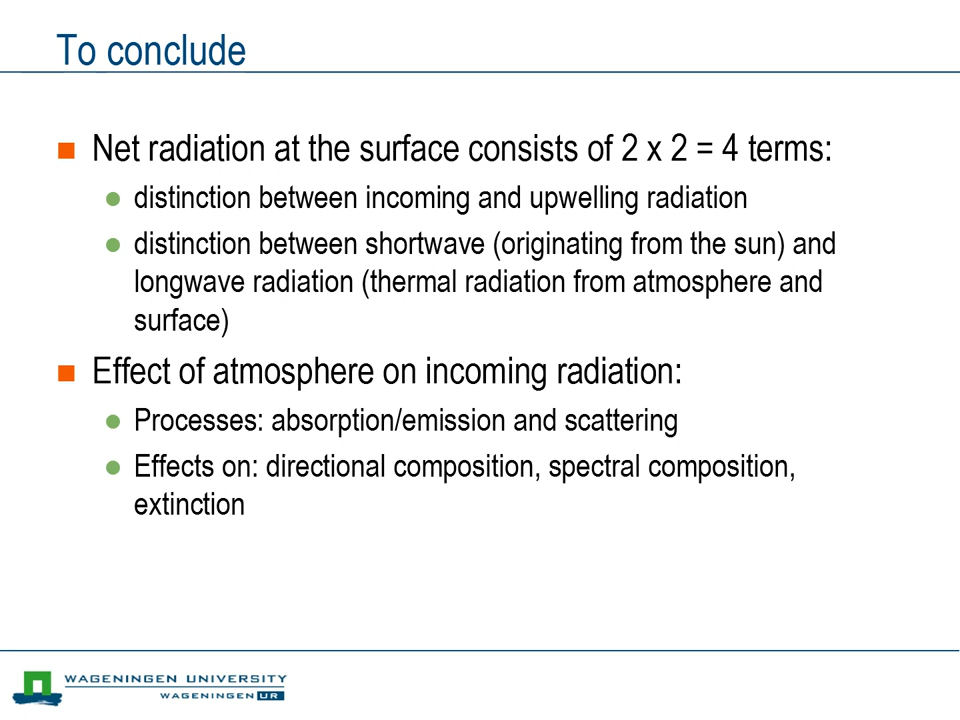 To conclude
Net radiation at the surface consists of 2 x 2 = 4 terms:
distinction between incoming and upwelling radiation
distinction between shortwave (originating from the sun) and
longwave radiation (thermal radiation from atmosphere and
surface)
Effect of atmosphere on incoming radiation:
Processes: absorption/emission and scattering
Effects on: directional composition, spectral composition,
extinction
WAGENINGEN UNIVERSITY
WAGENINGEN UR